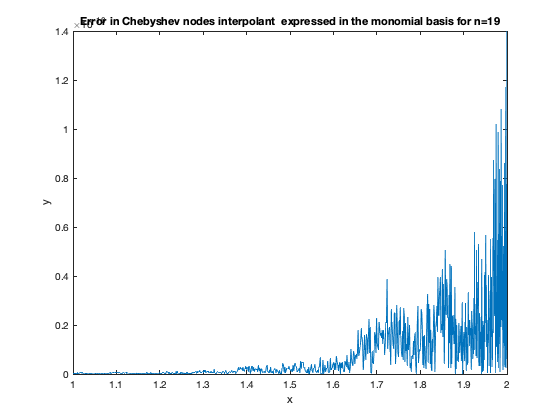 Error in Chebyshev nodes interpolant expressed in the monomial basis for n=19
1.4
1.2
1
0.8
0.6
0.4
0.2
0
y
1 1.1 1.2 1.3 1.4 1.5 1.6 1.7 1.8 1.9 2
x